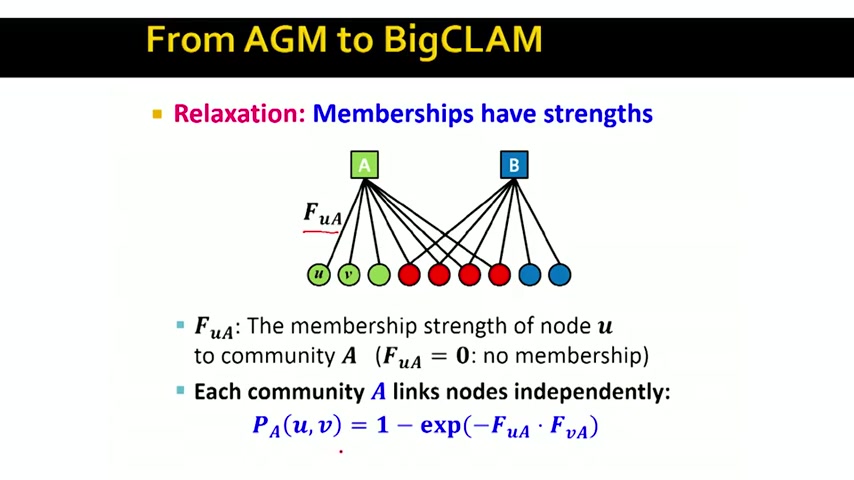 From AGM to BigCLAM
Relaxation: Memberships have strengths
A B
F_{uA}
u v
F_{uA}: The membership strength of node u
to community A (F_{uA} = 0: no membership)
Each community A links nodes independently:
P_A(u, v) = 1 − exp(−F_{uA} · F_{vA})